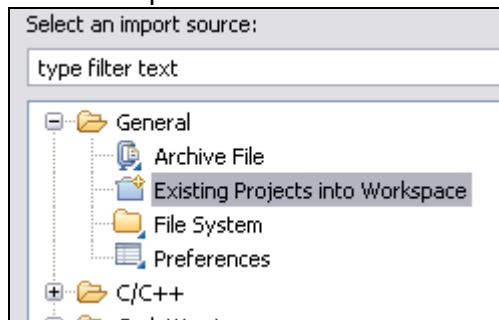 Select an import source:
type filter text
General
Archive File
Existing Projects into Workspace
File System
Preferences
C/C++